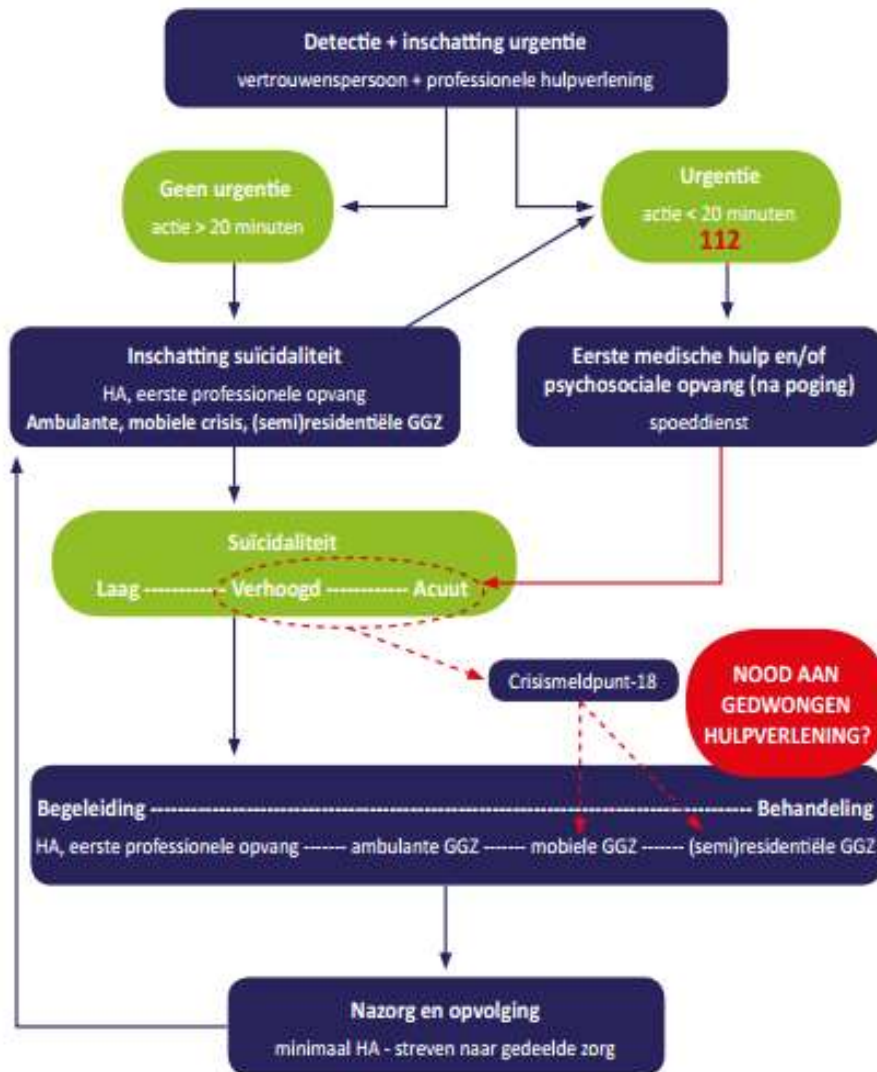 Detectie + inschatting urgentie
vertrouwenspersoon + professionele hulpverlening
Geen urgentie
actie > 20 minuten
Urgentie
actie < 20 minuten
112
Inschatting suïcidaliteit
HA, eerste professionele opvang
Ambulante, mobiele crisis, (semi)residentiële GGZ
Eerste medische hulp en/of
psychosociale opvang (na poging)
spoeddienst
Suïcidaliteit
Laag ----------- Verhoogd ----------- Acuut
Crisismeldpunt-18
NOOD AAN
GEDWONGEN
HULPVERLENING?
Begeleiding ---------------------------------------------------------------------------------- Behandeling
HA, eerste professionele opvang ------- ambulante GGZ ------ mobiele GGZ ------ (semi)residentiële GGZ
Nazorg en opvolging
minimaal HA - streven naar gedeelde zorg